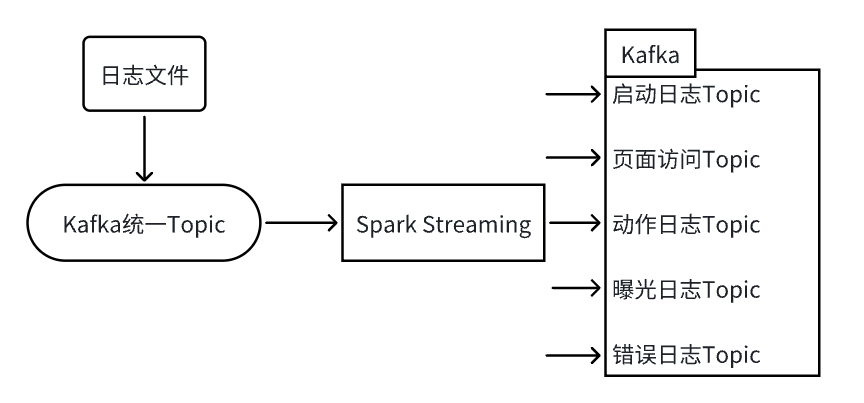 日志文件
Kafka统一Topic
Spark Streaming
Kafka
启动日志Topic
页面访问Topic
动作日志Topic
曝光日志Topic
错误日志Topic